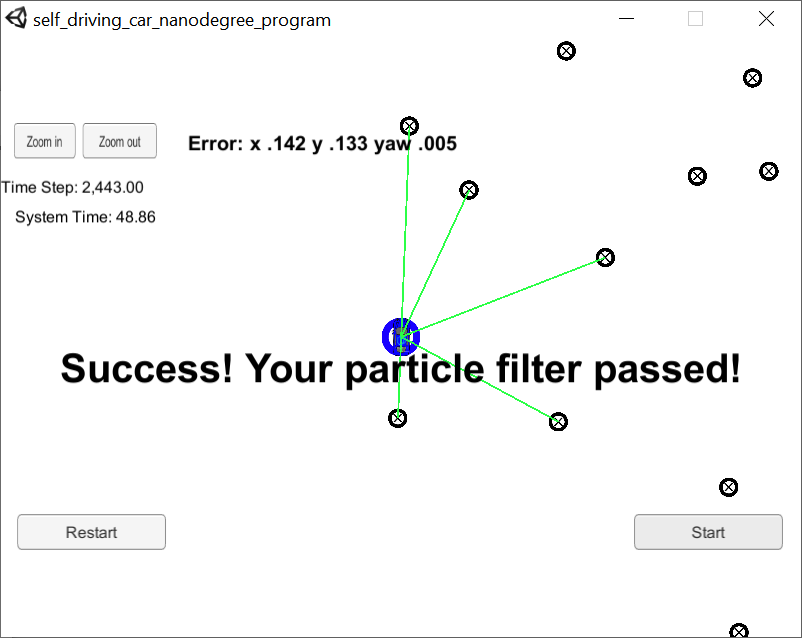 self_driving_car_nanodegree_program
Zoom in
Zoom out
Error: x .142 y .133 yaw .005
Time Step: 2,443.00
System Time: 48.86
Success! Your particle filter passed!
Restart
Start